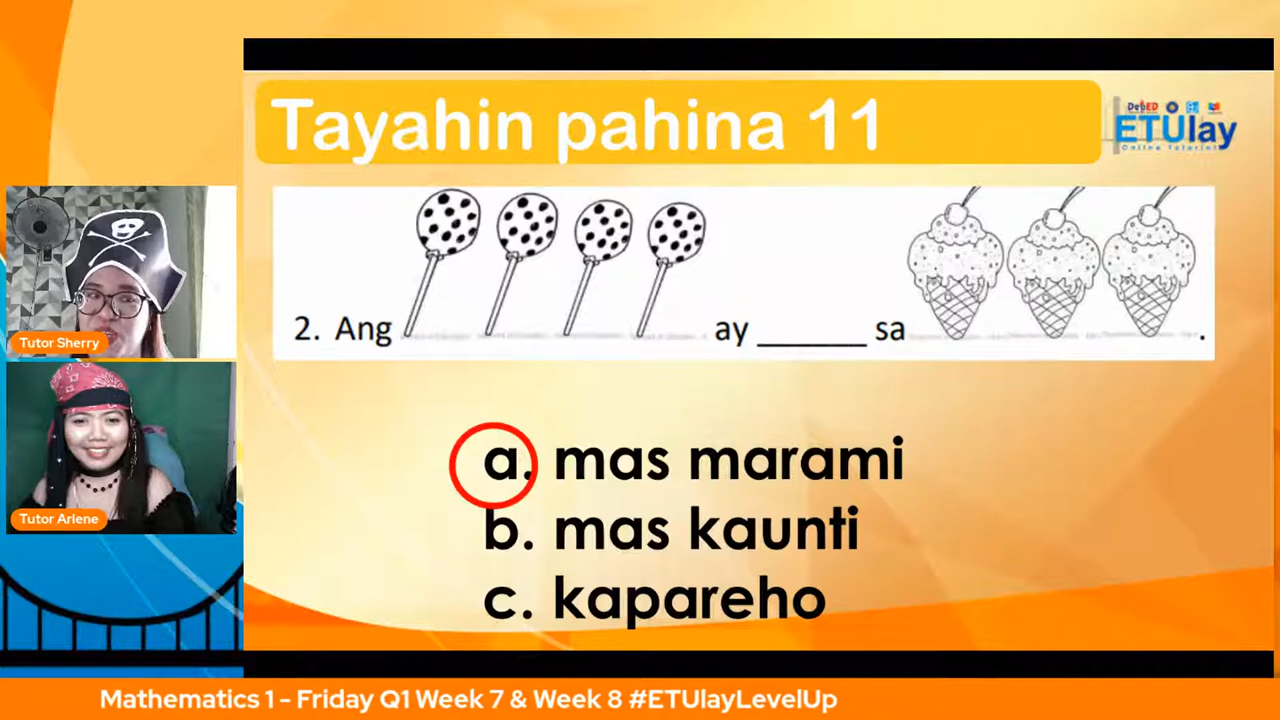 Tayahin pahina 11
DepED
ETUlay
Online Tutorial
2. Ang ay ______ sa .
a. mas marami
b. mas kaunti
c. kapareho
Tutor Sherry
Tutor Arlene
Mathematics 1 - Friday Q1 Week 7 & Week 8 #ETUlayLevelUp